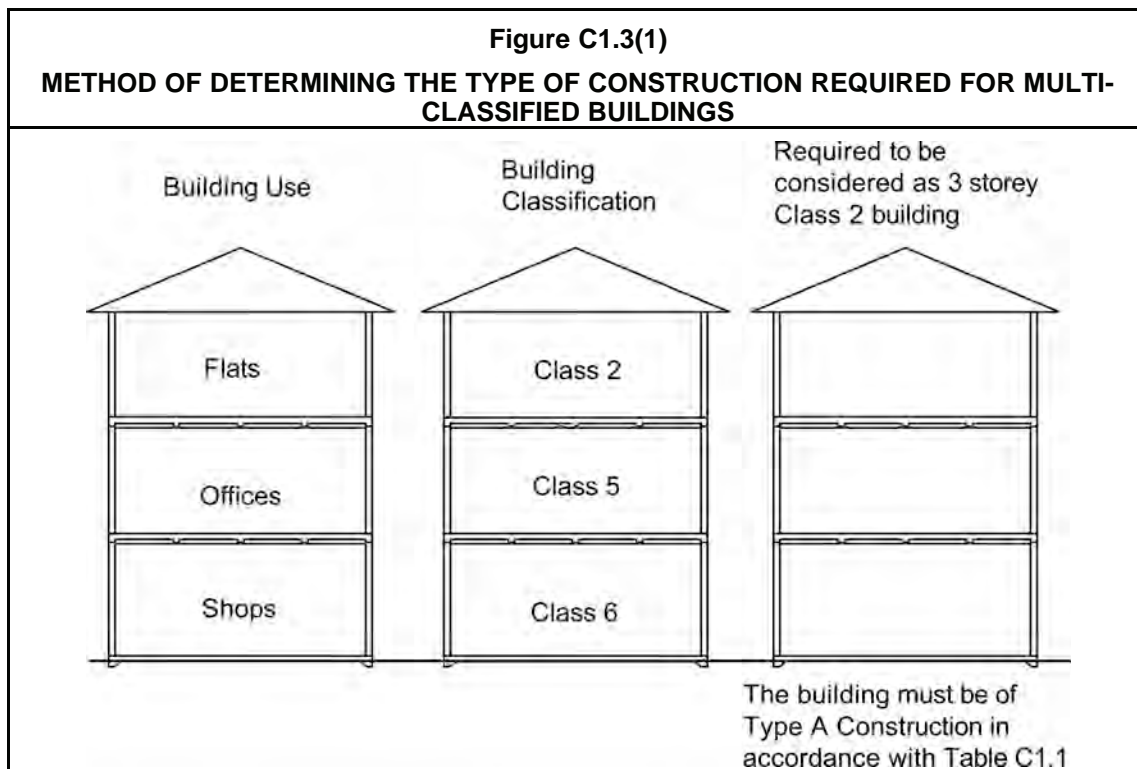 Figure C1.3(1)
METHOD OF DETERMINING THE TYPE OF CONSTRUCTION REQUIRED FOR MULTI-
CLASSIFIED BUILDINGS
Building Use
Flats
Offices
Shops
Building
Classification
Class 2
Class 5
Class 6
Required to be
considered as 3 storey
Class 2 building
The building must be of
Type A Construction in
accordance with Table C1.1